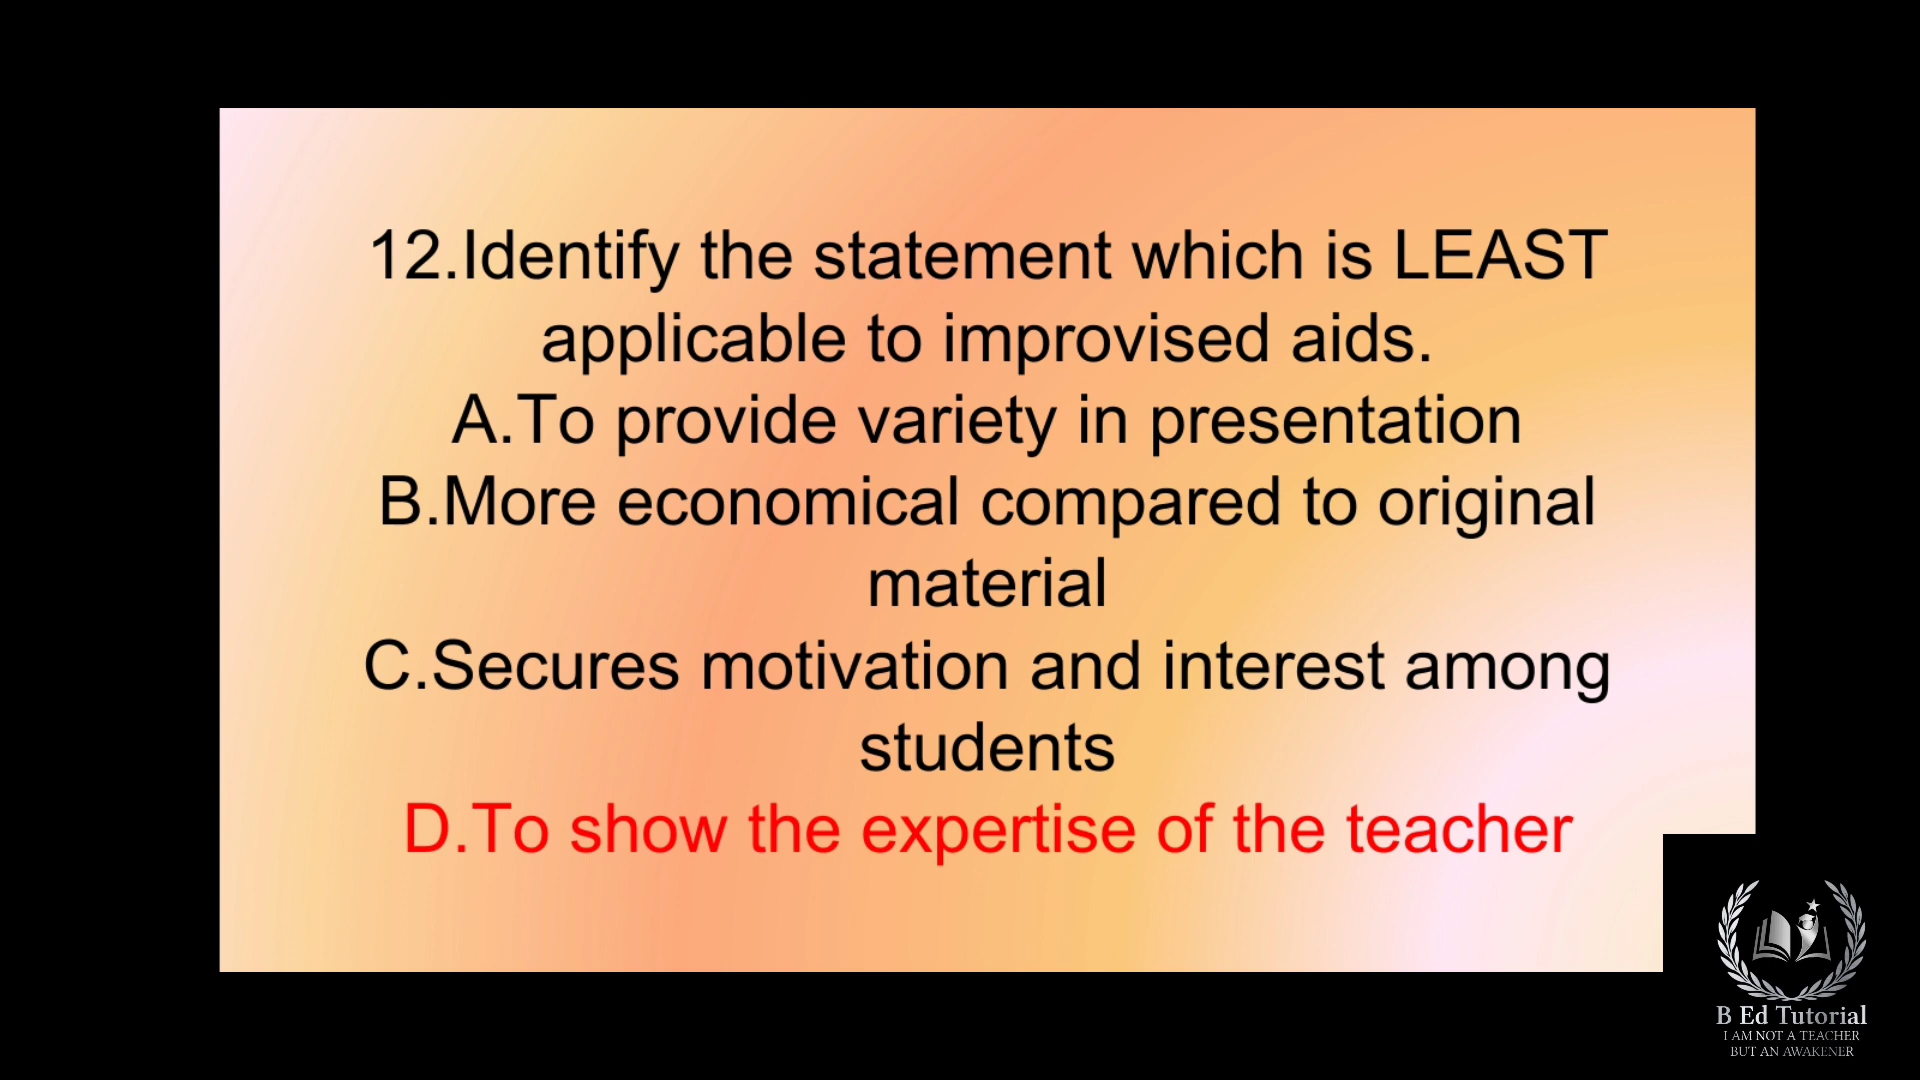 12.Identify the statement which is LEAST
applicable to improvised aids.
A.To provide variety in presentation
B.More economical compared to original
material
C.Secures motivation and interest among
students
D.To show the expertise of the teacher
B Ed Tutorial
I AM NOT A TEACHER
BUT AN AWAKENER